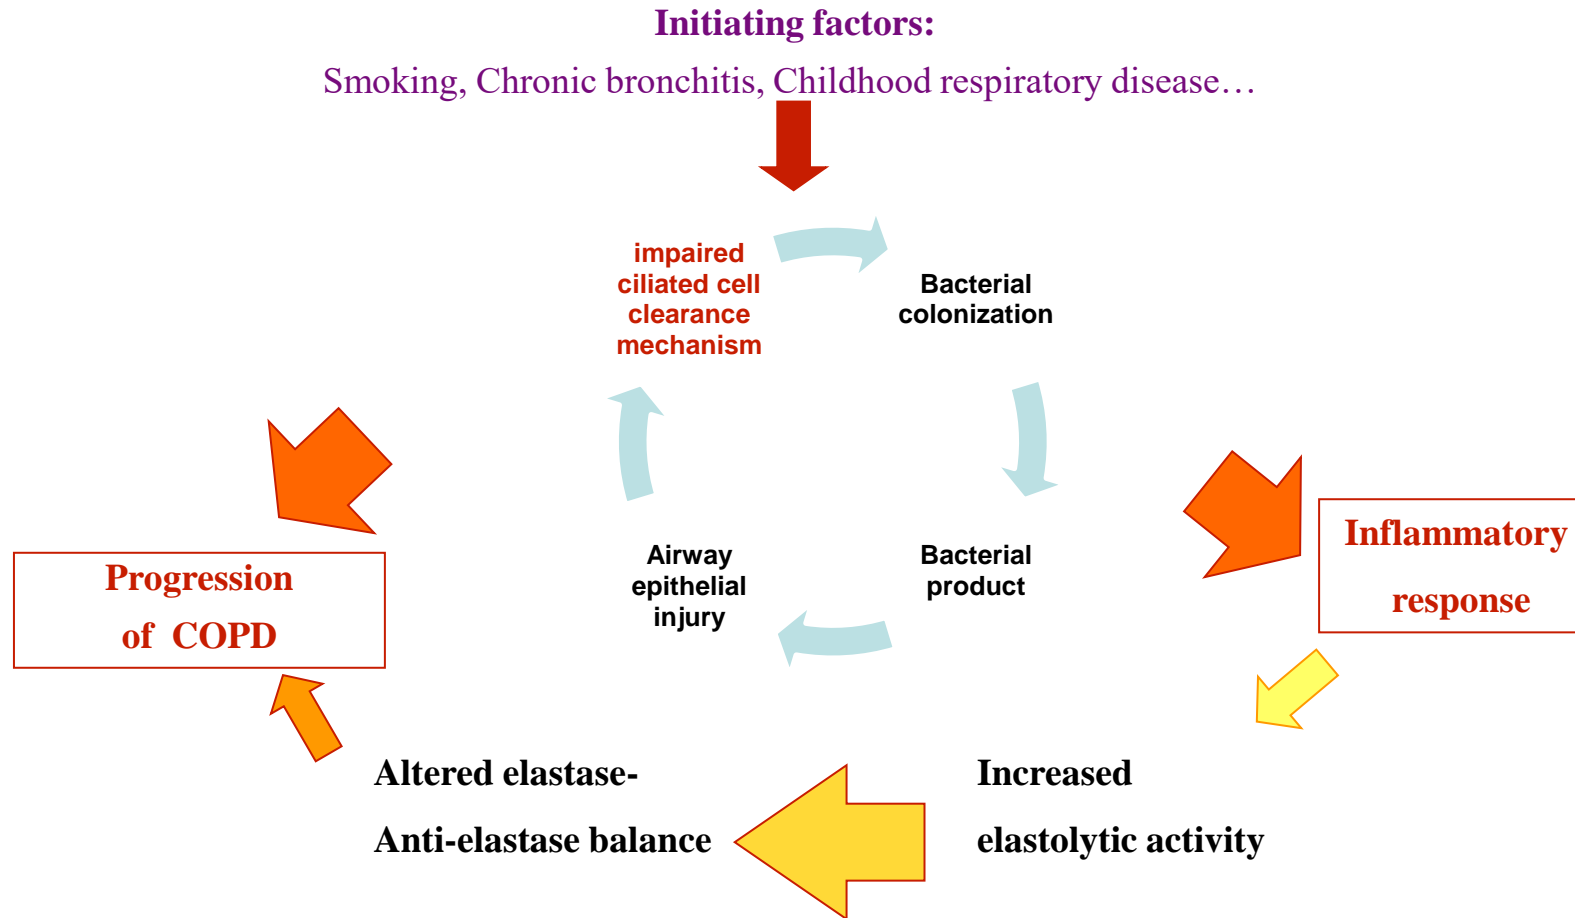 Initiating factors:
Smoking, Chronic bronchitis, Childhood respiratory disease…
impaired
ciliated cell
clearance
mechanism
Bacterial
colonization
Airway
epithelial
injury
Bacterial
product
Inflammatory
response
Progression
of COPD
Altered elastase-
Anti-elastase balance
Increased
elastolytic activity